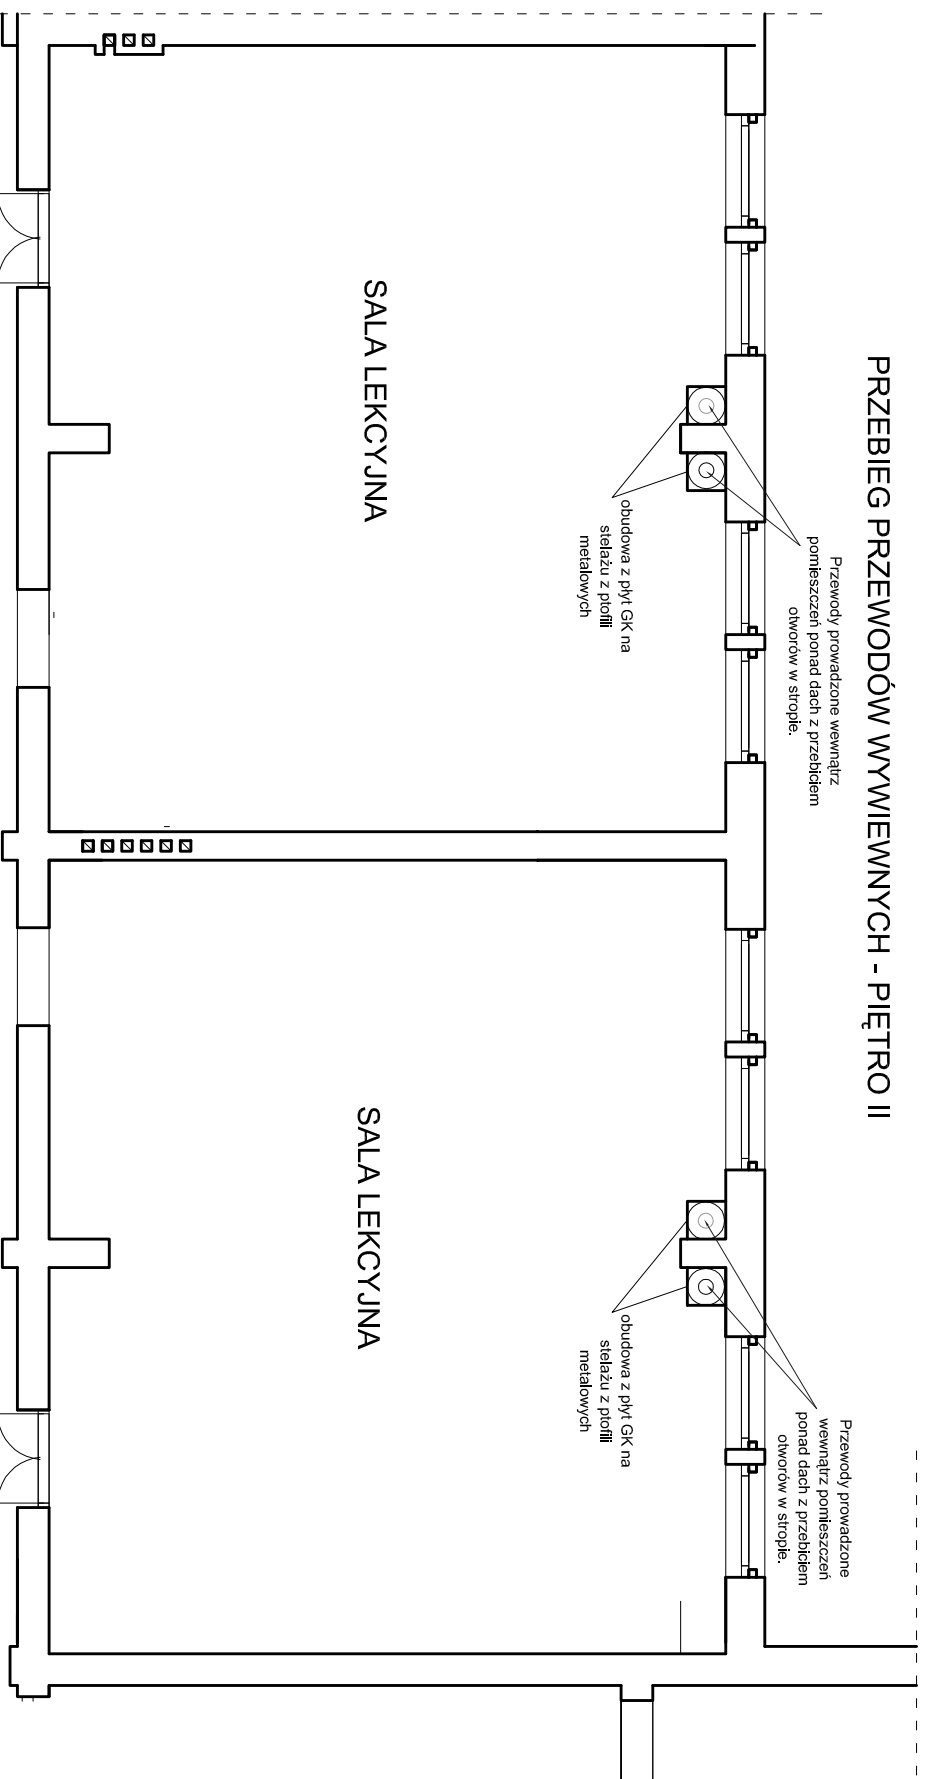 PRZEBIEG PRZEWODÓW WYWIEWNYCH - PIĘTRO II
Przewody prowadzone wewnątrz
pomieszczeń ponad dach z przebiciem
otworów w stropie.
obudowa z płyt GK na
stelażu z ptofili
metalowych
SALA LEKCYJNA
Przewody prowadzone
wewnątrz pomieszczeń
ponad dach z przebiciem
otworów w stropie.
obudowa z płyt GK na
stelażu z ptofili
metalowych
SALA LEKCYJNA